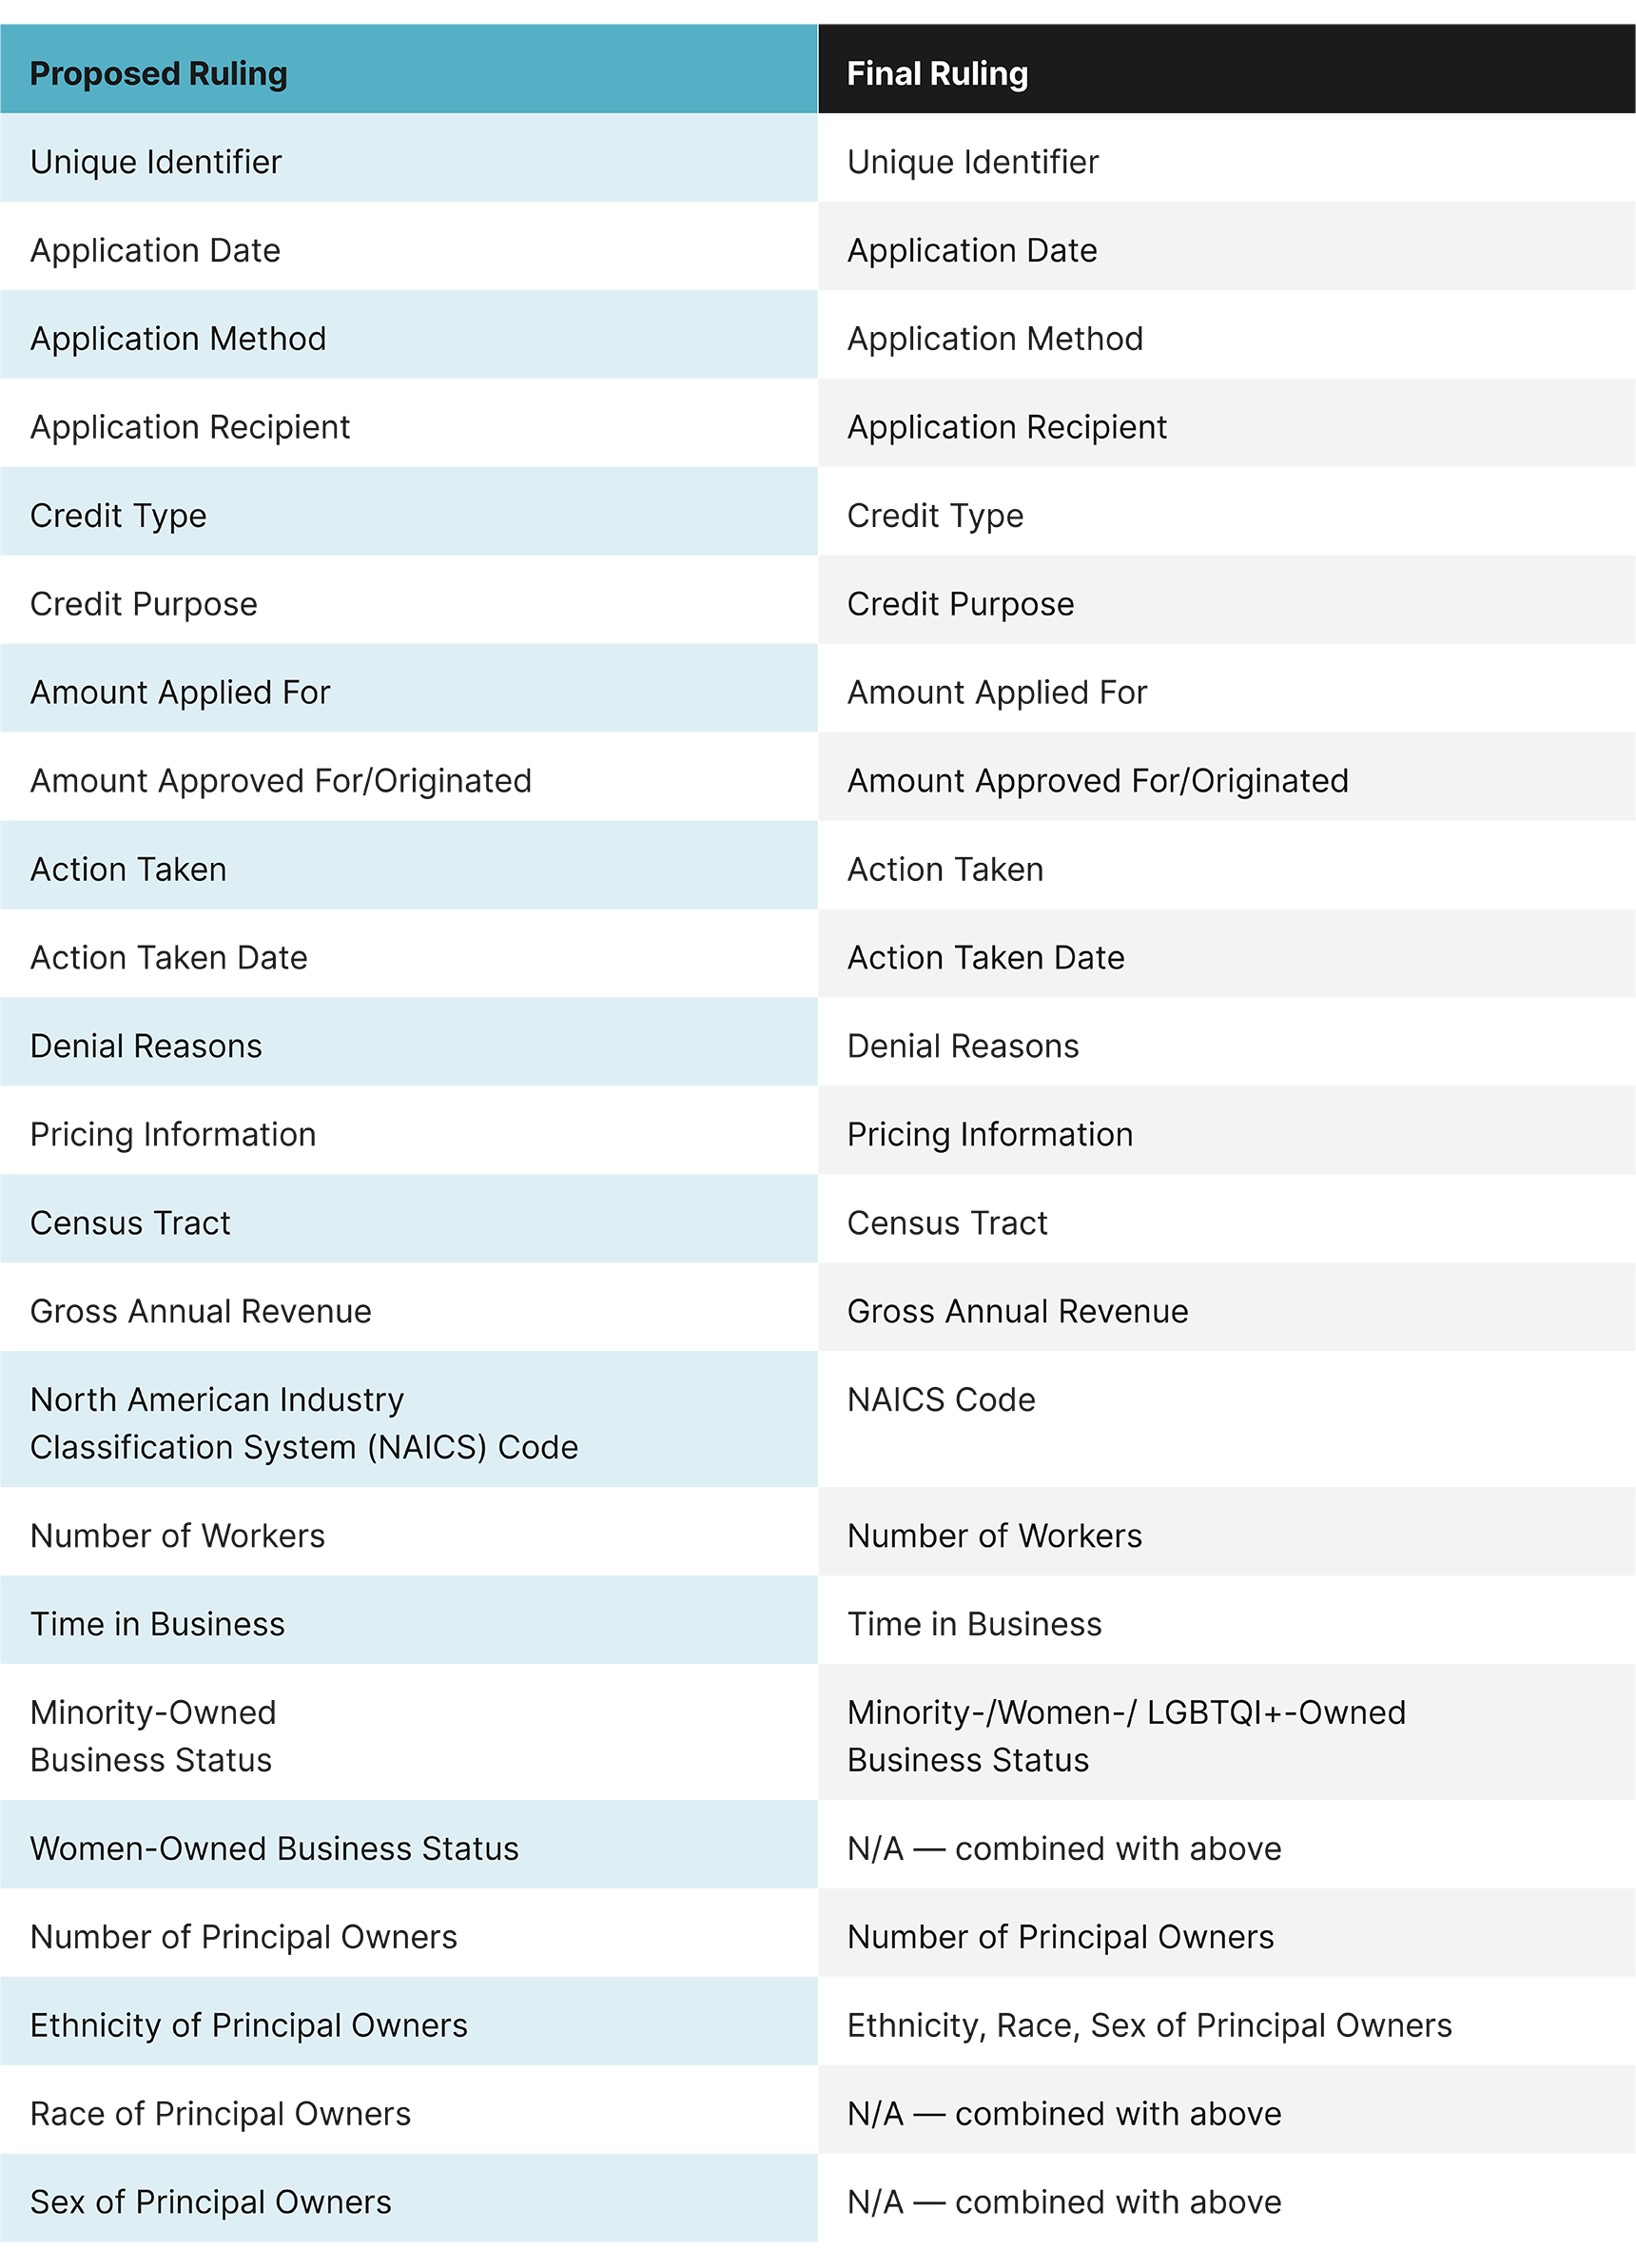 Proposed Ruling
Final Ruling
Unique Identifier
Unique Identifier
Application Date
Application Date
Application Method
Application Method
Application Recipient
Application Recipient
Credit Type
Credit Type
Credit Purpose
Credit Purpose
Amount Applied For
Amount Applied For
Amount Approved For/Originated
Amount Approved For/Originated
Action Taken
Action Taken
Action Taken Date
Action Taken Date
Denial Reasons
Denial Reasons
Pricing Information
Pricing Information
Census Tract
Census Tract
Gross Annual Revenue
Gross Annual Revenue
North American Industry
Classification System (NAICS) Code
NAICS Code
Number of Workers
Number of Workers
Time in Business
Time in Business
Minority-Owned
Business Status
Minority-/Women-/ LGBTQI+-Owned
Business Status
Women-Owned Business Status
N/A — combined with above
Number of Principal Owners
Number of Principal Owners
Ethnicity of Principal Owners
Ethnicity, Race, Sex of Principal Owners
Race of Principal Owners
N/A — combined with above
Sex of Principal Owners
N/A — combined with above